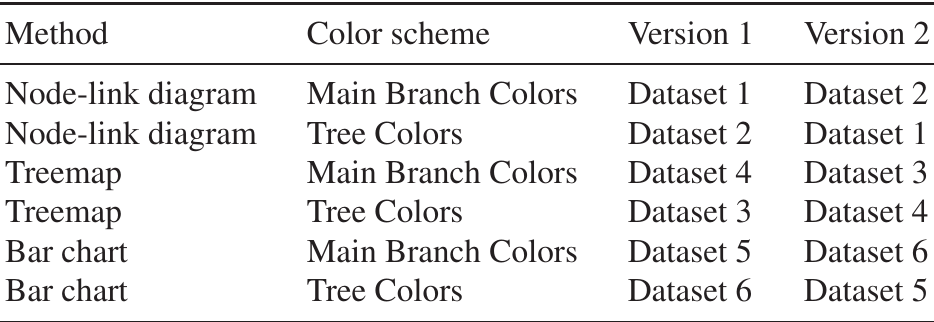 Method Color scheme Version 1 Version 2
Node-link diagram Main Branch Colors Dataset 1 Dataset 2
Node-link diagram Tree Colors Dataset 2 Dataset 1
Treemap Main Branch Colors Dataset 4 Dataset 3
Treemap Tree Colors Dataset 3 Dataset 4
Bar chart Main Branch Colors Dataset 5 Dataset 6
Bar chart Tree Colors Dataset 6 Dataset 5